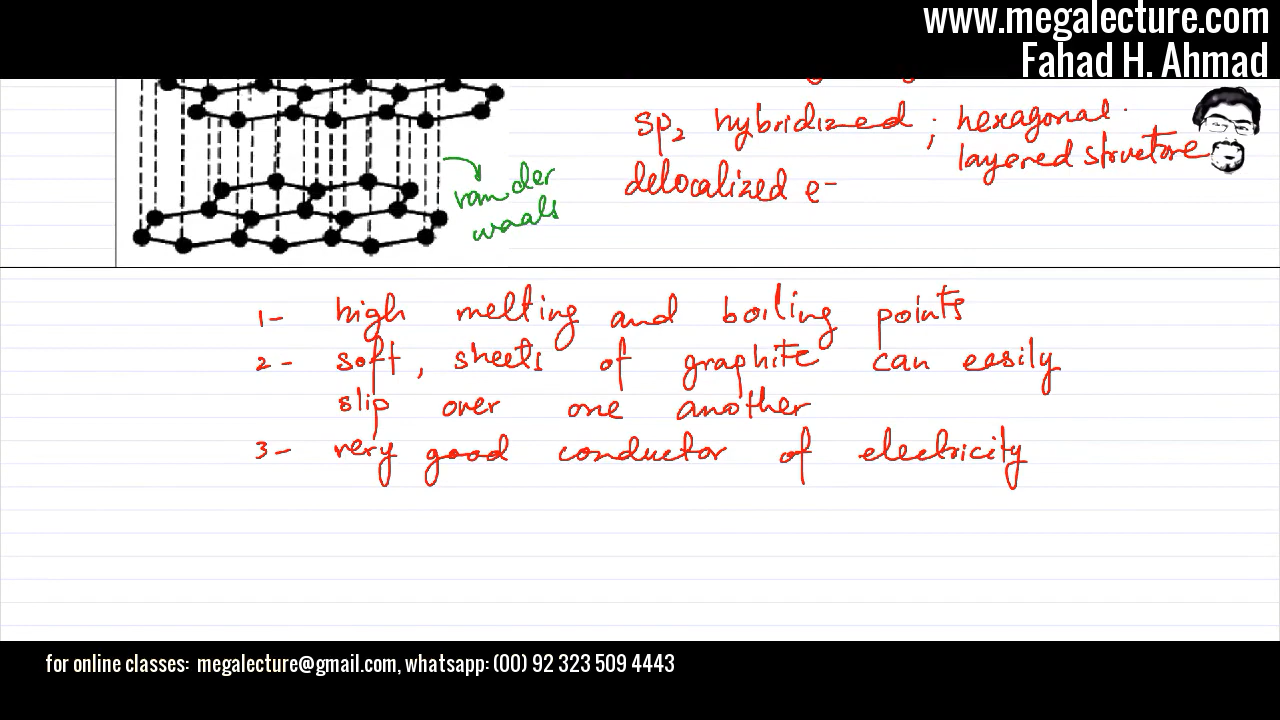 www.megalecture.com
Fahad H. Ahmad
sp2 hybridized ; hexagonal
layered structure
delocalized e-
van der
waals
1- high melting and boiling points
2- soft, sheets of graphite can easily
slip over one another
3- very good conductor of electricity
for online classes: megalecture@gmail.com, whatsapp: (00) 92 323 509 4443